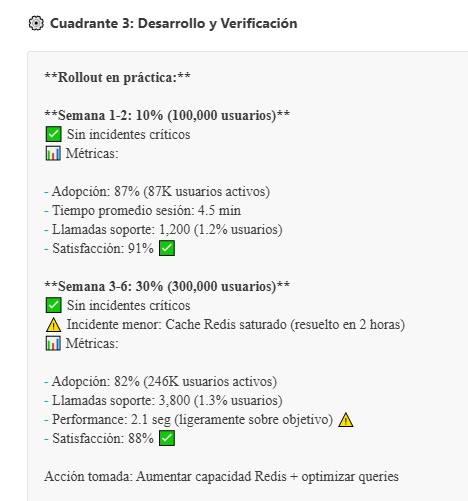 Cuadrante 3: Desarrollo y Verificación
**Rollout en práctica:**
**Semana 1-2: 10% (100,000 usuarios)**
✅ Sin incidentes críticos
📊 Métricas:
- Adopción: 87% (87K usuarios activos)
- Tiempo promedio sesión: 4.5 min
- Llamadas soporte: 1,200 (1.2% usuarios)
- Satisfacción: 91% ✅
**Semana 3-6: 30% (300,000 usuarios)**
✅ Sin incidentes críticos
⚠️ Incidente menor: Cache Redis saturado (resuelto en 2 horas)
📊 Métricas:
- Adopción: 82% (246K usuarios activos)
- Llamadas soporte: 3,800 (1.3% usuarios)
- Performance: 2.1 seg (ligeramente sobre objetivo) ⚠️
- Satisfacción: 88% ✅
Acción tomada: Aumentar capacidad Redis + optimizar queries